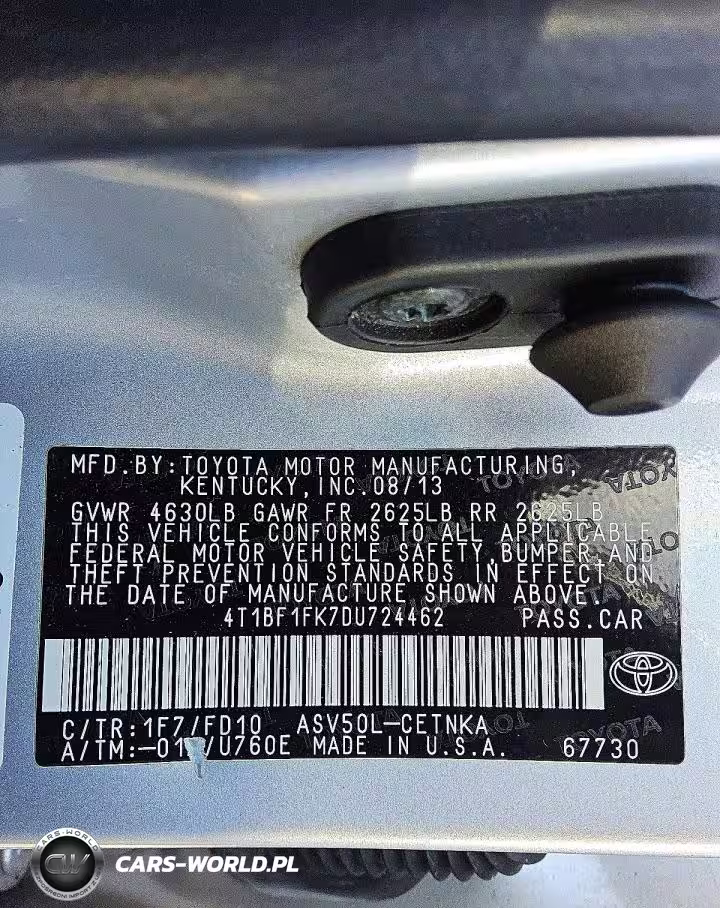 MFD.BY:TOYOTA MOTOR MANUFACTURING,
KENTUCKY,INC.08/13
GVWR 4630LB GAWR FR 2625LB RR 2625LB
THIS VEHICLE CONFORMS TO ALL APPLICABLE
FEDERAL MOTOR VEHICLE SAFETY,BUMPER,AND
THEFT PREVENTION STANDARDS IN EFFECT ON
THE DATE OF MANUFACTURE SHOWN ABOVE.
4T1BF1FK7DU724462 PASS.CAR
C/TR:1F7/FD10 ASV50L-CETNKA
A/TM:-01 /U760E MADE IN U.S.A. 67730
CARS-WORLD.PL